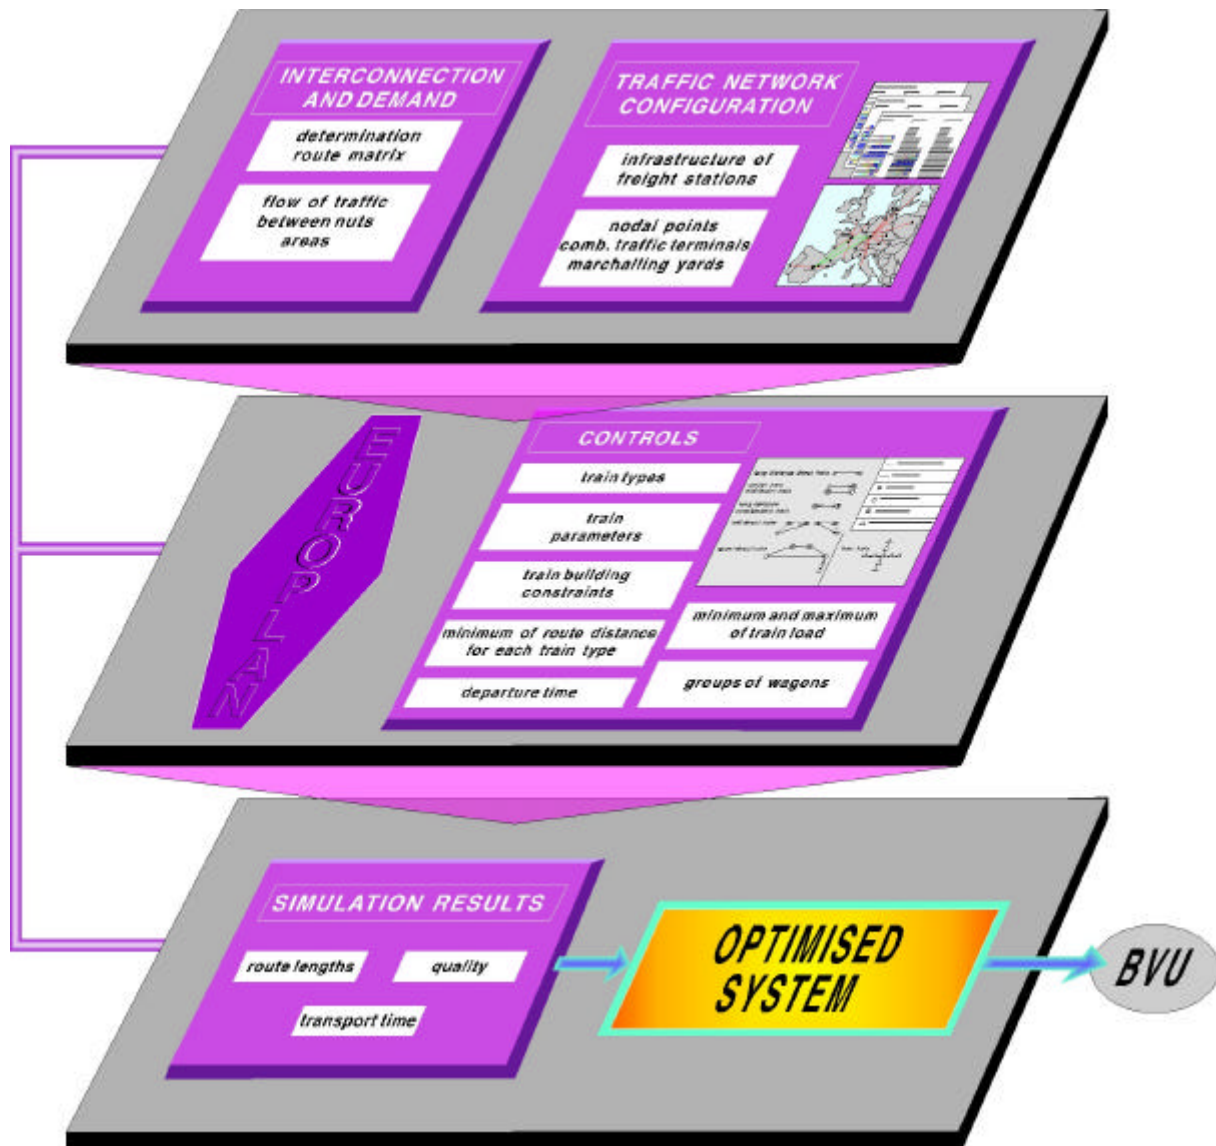 INTERCONNECTION
AND DEMAND
determination
route matrix
flow of traffic
between nuts
areas
TRAFFIC NETWORK
CONFIGURATION
infrastructure of
freight stations
nodal points
comb. traffic terminals
marchalling yards
EUROPLAN
CONTROLS
train types
train
parameters
train building
constraints
minimum of route distance
for each train type
departure time
minimum and maximum
of train load
groups of wagons
SIMULATION RESULTS
route lengths
quality
transport time
OPTIMISED
SYSTEM
BVU